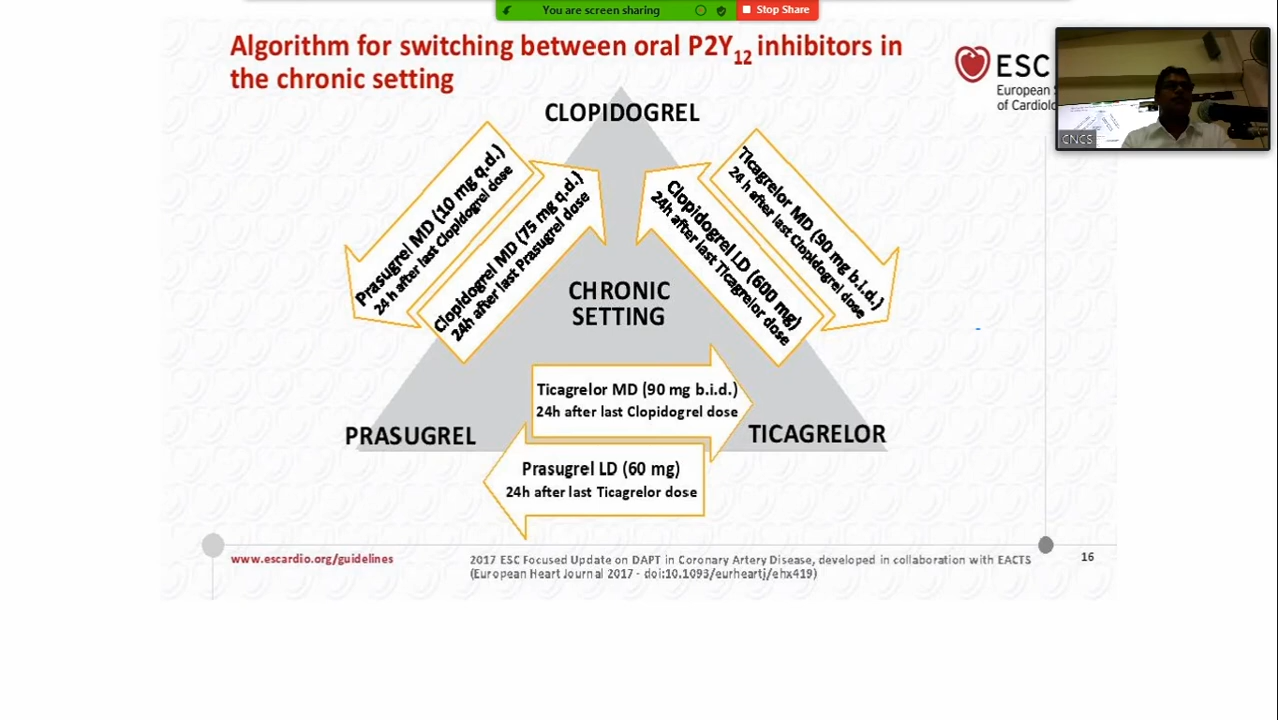 You are screen sharing
Stop Share
Algorithm for switching between oral P2Y12 inhibitors in
the chronic setting
ESC
European
of Cardiolo
CNCS
CLOPIDOGREL
Prasugrel MD (10 mg q.d.)
24 h after last Clopidogrel dose
Clopidogrel MD (75 mg q.d.)
24h after last Prasugrel dose
Clopidogrel LD (600 mg)
24h after last Ticagrelor dose
Ticagrelor MD (90 mg b.i.d.)
24 h after last Clopidogrel dose
CHRONIC
SETTING
Ticagrelor MD (90 mg b.i.d.)
24h after last Clopidogrel dose
PRASUGREL
TICAGRELOR
Prasugrel LD (60 mg)
24h after last Ticagrelor dose
www.escardio.org/guidelines
2017 ESC Focused Update on DAPT in Coronary Artery Disease, developed in collaboration with EACTS
(European Heart Journal 2017 - doi:10.1093/eurheartj/ehx419)
16